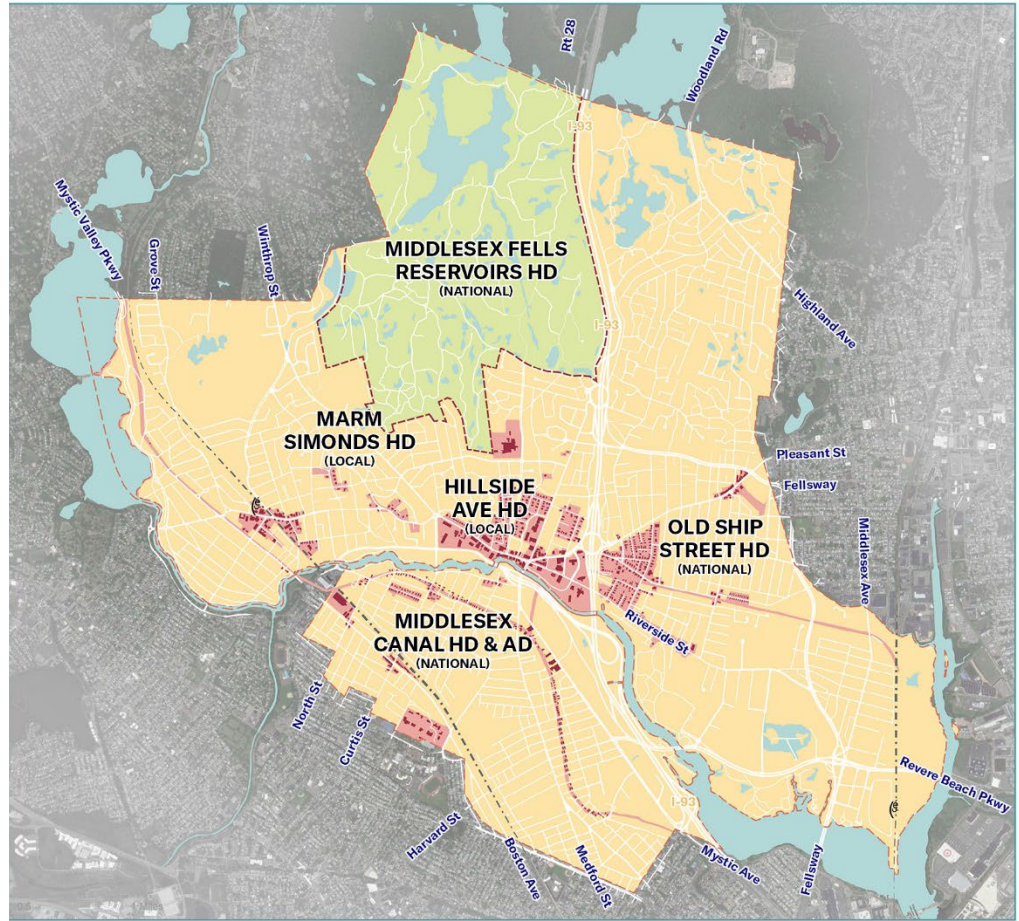 Rt 28
Woodland Rd
I-93
Mystic Valley Pkwy
Grove St
Winthrop St
MIDDLESEX FELLS
RESERVOIRS HD
(NATIONAL)
Highland Ave
I-93
MARM
SIMONDS HD
(LOCAL)
Pleasant St
Fellsway
HILLSIDE
AVE HD
(LOCAL)
OLD SHIP
STREET HD
(NATIONAL)
Middlesex Ave
MIDDLESEX
CANAL HD & AD
(NATIONAL)
Riverside St
North St
Curtis St
Revere Beach Pkwy
I-93
Harvard St
Boston Ave
Medford St
Mystic Ave
Fellsway
0.5